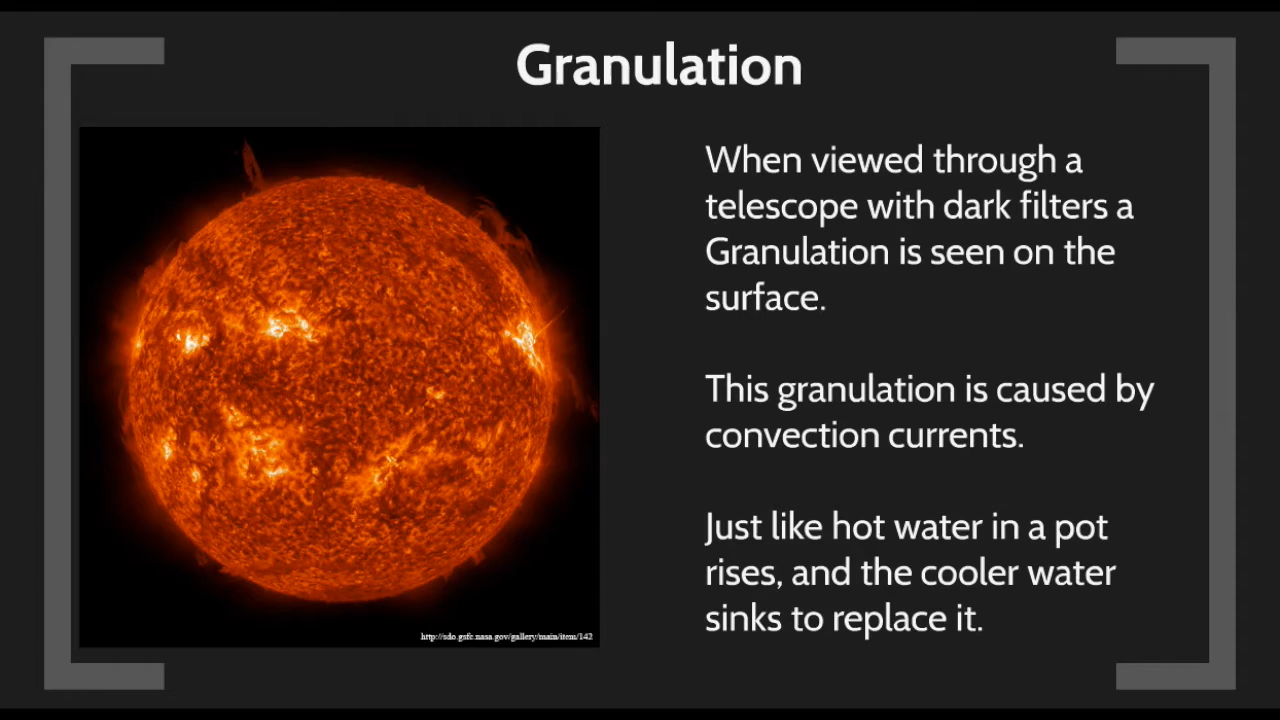 Granulation
When viewed through a
telescope with dark filters a
Granulation is seen on the
surface.
This granulation is caused by
convection currents.
Just like hot water in a pot
rises, and the cooler water
sinks to replace it.
http://sdo.gsfc.nasa.gov/gallery/main/item/142